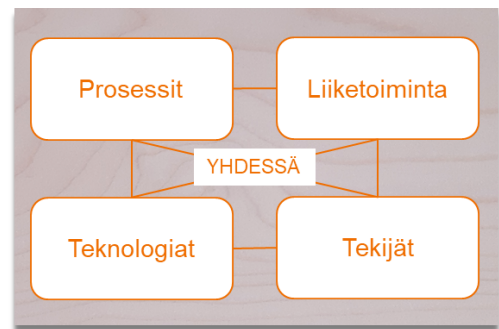 Prosessit
Liiketoiminta
YHDESSÄ
Teknologiat
Tekijät